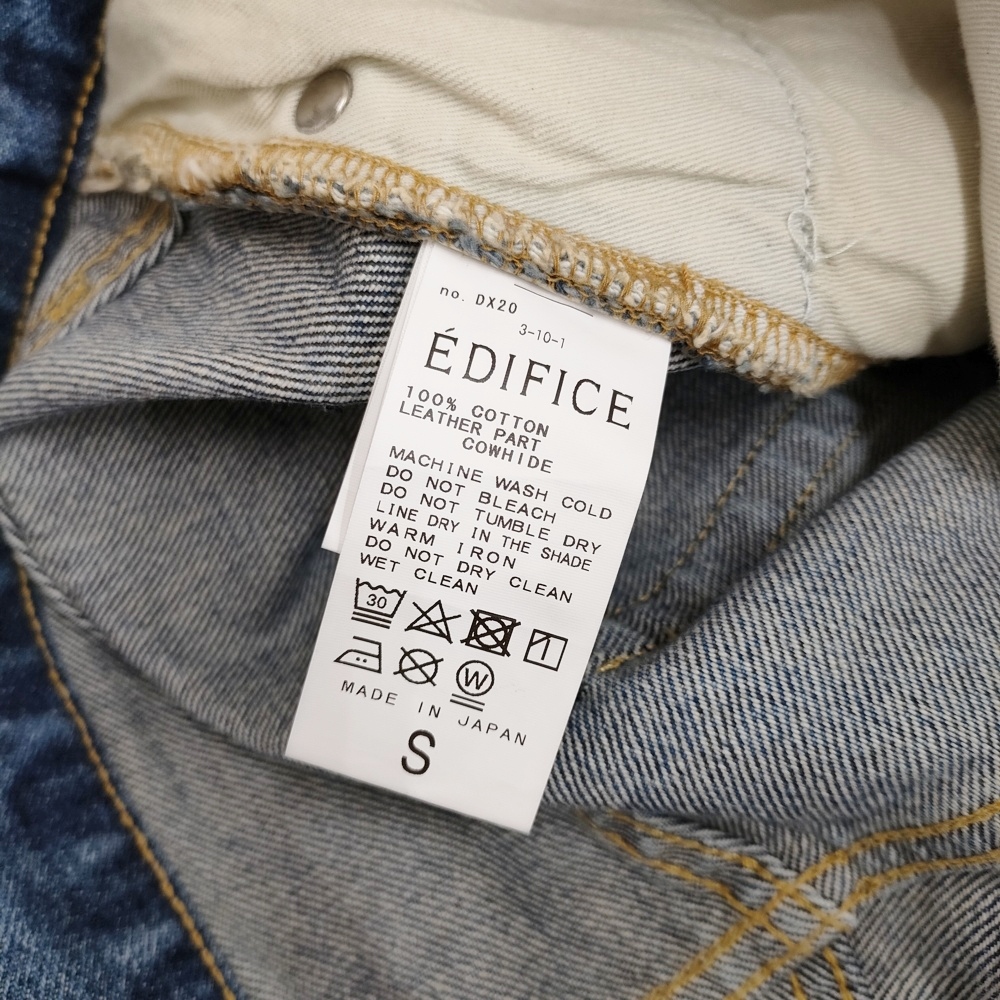 no. DX20
3-10-1
ÉDIFICE
100% COTTON
LEATHER PART
COWHIDE
MACHINE WASH COLD
DO NOT BLEACH
DO NOT TUMBLE DRY
LINE DRY IN THE SHADE
WARM IRON
DO NOT DRY CLEAN
WET CLEAN
30
W
MADE IN JAPAN
S